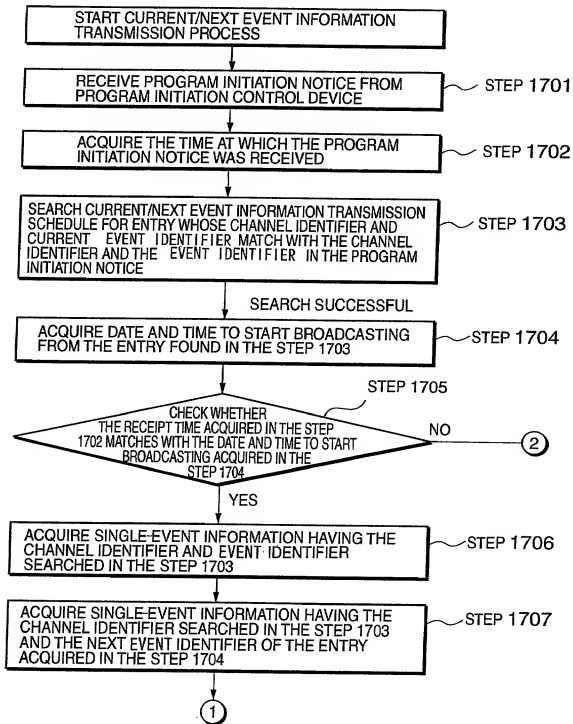 START CURRENT/NEXT EVENT INFORMATION
TRANSMISSION PROCESS
RECEIVE PROGRAM INITIATION NOTICE FROM
PROGRAM INITIATION CONTROL DEVICE
STEP 1701
ACQUIRE THE TIME AT WHICH THE PROGRAM
INITIATION NOTICE WAS RECEIVED
STEP 1702
SEARCH CURRENT/NEXT EVENT INFORMATION TRANSMISSION
SCHEDULE FOR ENTRY WHOSE CHANNEL IDENTIFIER AND
CURRENT EVENT IDENTIFIER MATCH WITH THE CHANNEL
IDENTIFIER AND THE EVENT IDENTIFIER IN THE PROGRAM
INITIATION NOTICE
STEP 1703
SEARCH SUCCESSFUL
ACQUIRE DATE AND TIME TO START BROADCASTING
FROM THE ENTRY FOUND IN THE STEP 1703
STEP 1704
STEP 1705
CHECK WHETHER
THE RECEIPT TIME ACQUIRED IN THE STEP
1702 MATCHES WITH THE DATE AND TIME TO START
BROADCASTING ACQUIRED IN THE
STEP 1704
NO
2
YES
ACQUIRE SINGLE-EVENT INFORMATION HAVING THE
CHANNEL IDENTIFIER AND EVENT IDENTIFIER
SEARCHED IN THE STEP 1703
STEP 1706
ACQUIRE SINGLE-EVENT INFORMATION HAVING THE
CHANNEL IDENTIFIER SEARCHED IN THE STEP 1703
AND THE NEXT EVENT IDENTIFIER OF THE ENTRY
ACQUIRED IN THE STEP 1704
STEP 1707
1